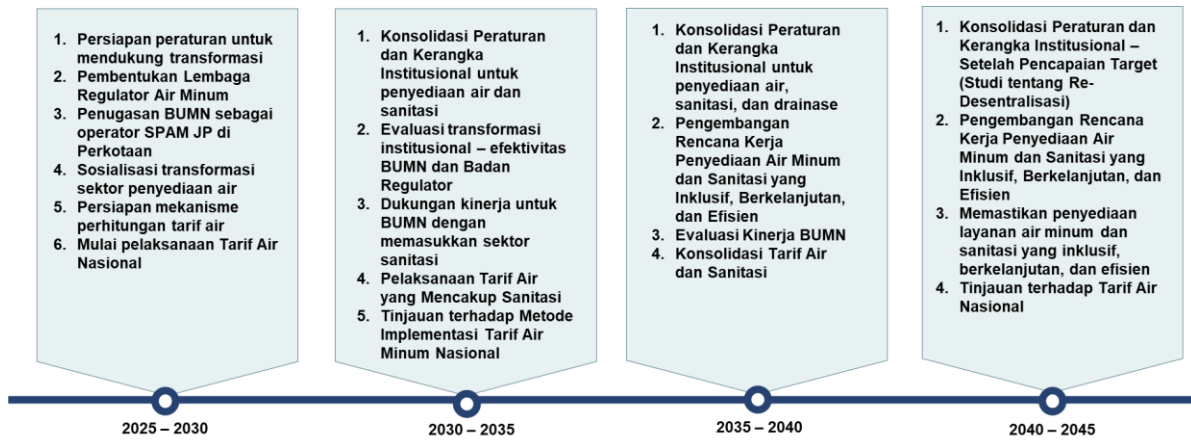 1. Persiapan peraturan untuk
mendukung transformasi
2. Pembentukan Lembaga
Regulator Air Minum
3. Penugasan BUMN sebagai
operator SPAM JP di
Perkotaan
4. Sosialisasi transformasi
sektor penyediaan air
5. Persiapan mekanisme
perhitungan tarif air
6. Mulai pelaksanaan Tarif Air
Nasional
2025 – 2030
1. Konsolidasi Peraturan
dan Kerangka
Institusional untuk
penyediaan air dan
sanitasi
2. Evaluasi transformasi
institusional – efektivitas
BUMN dan Badan
Regulator
3. Dukungan kinerja untuk
BUMN dengan
memasukkan sektor
sanitasi
4. Pelaksanaan Tarif Air
yang Mencakup Sanitasi
5. Tinjauan terhadap Metode
Implementasi Tarif Air
Minum Nasional
2030 – 2035
1. Konsolidasi Peraturan
dan Kerangka
Institusional untuk
penyediaan air,
sanitasi, dan drainase
2. Pengembangan
Rencana Kerja
Penyediaan Air Minum
dan Sanitasi yang
Inklusif, Berkelanjutan,
dan Efisien
3. Evaluasi Kinerja BUMN
4. Konsolidasi Tarif Air
dan Sanitasi
2035 – 2040
1. Konsolidasi Peraturan dan
Kerangka Institusional –
Setelah Pencapaian Target
(Studi tentang Re-
Desentralisasi)
2. Pengembangan Rencana
Kerja Penyediaan Air
Minum dan Sanitasi yang
Inklusif, Berkelanjutan, dan
Efisien
3. Memastikan penyediaan
layanan air minum dan
sanitasi yang inklusif,
berkelanjutan, dan efisien
4. Tinjauan terhadap Tarif Air
Nasional
2040 – 2045